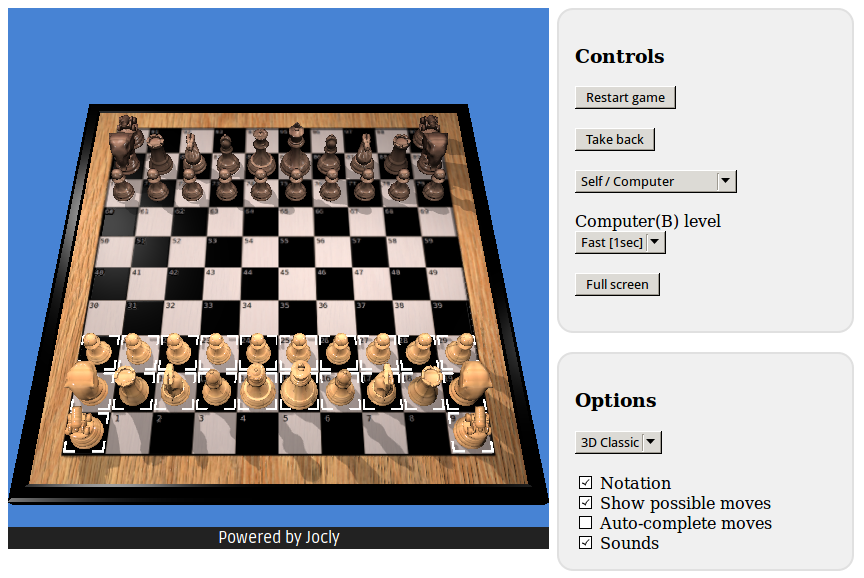 Controls
Restart game
Take back
Self / Computer
Computer(B) level
Fast [1sec]
Full screen
Options
3D Classic
Notation
Show possible moves
Auto-complete moves
Sounds
61
50 52 53 54 55 56 57 58 59
40 41 42 43 44 45 46 47 48 49
30 31 32 33 34 35 36 37 38 39
1 2 3 4 5 6 7 8
Powered by Jocly